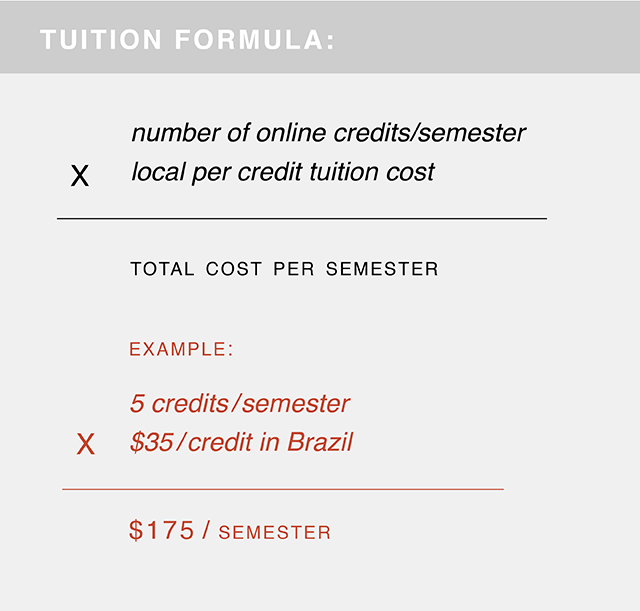 TUITION FORMULA:
number of online credits/semester
X local per credit tuition cost
TOTAL COST PER SEMESTER
EXAMPLE:
5 credits/semester
X $35/credit in Brazil
$175 / SEMESTER